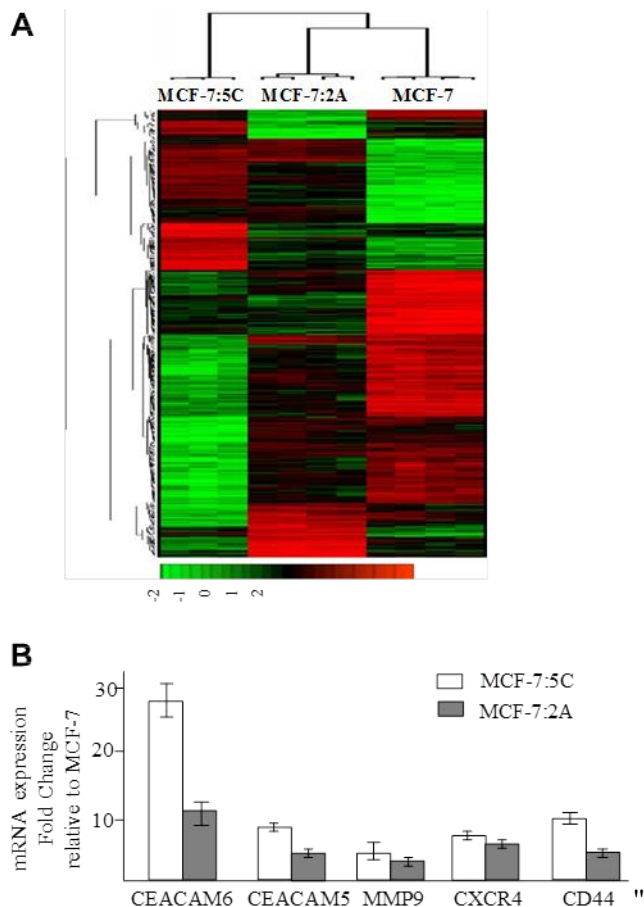 A
MCF-7:5C MCF-7:2A MCF-7
-2 -1 0 1 2
B
mRNA expression
Fold Change
relative to MCF-7
30
20
10
MCF-7:5C
MCF-7:2A
CEACAM6 CEACAM5 MMP9 CXCR4 CD44 "